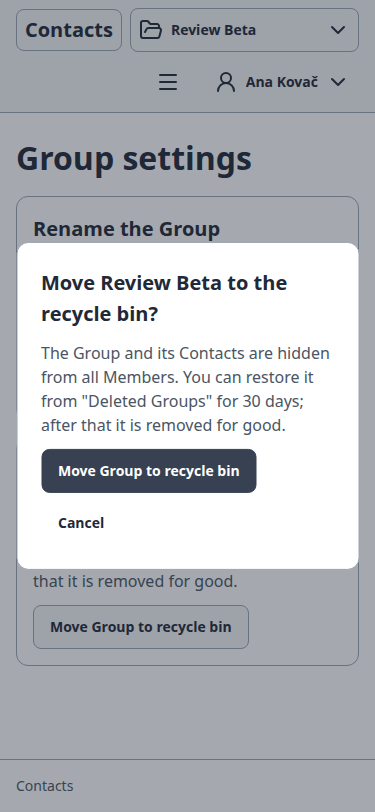 Contacts
Review Beta
Ana Kovač
Group settings
Rename the Group
Move Review Beta to the
recycle bin?
The Group and its Contacts are hidden
from all Members. You can restore it
from "Deleted Groups" for 30 days;
after that it is removed for good.
Move Group to recycle bin
Cancel
that it is removed for good.
Move Group to recycle bin
Contacts